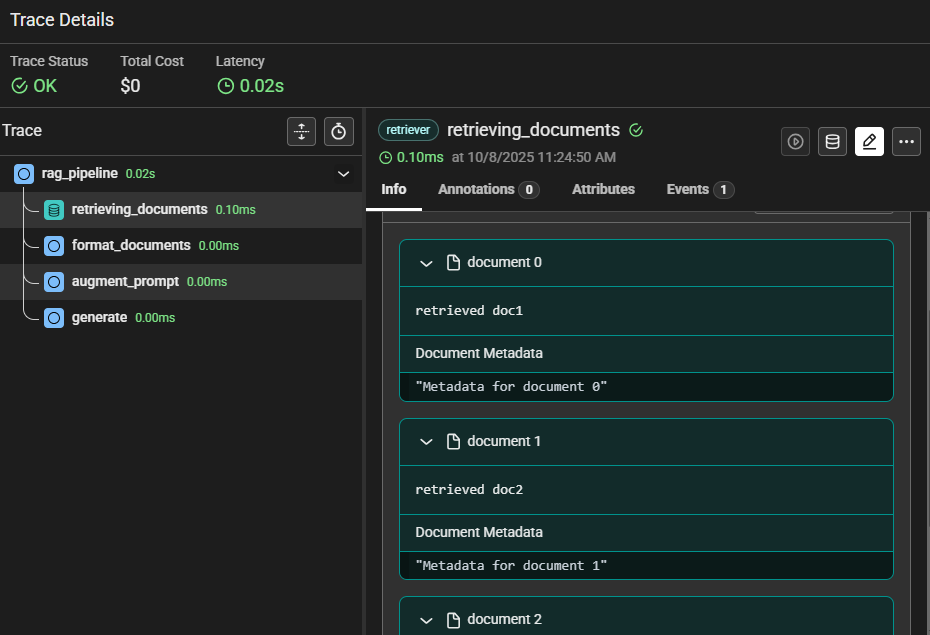 Trace Details
Trace Status Total Cost Latency
OK $0 0.02s
Trace
rag_pipeline 0.02s
retrieving_documents 0.10ms
format_documents 0.00ms
augment_prompt 0.00ms
generate 0.00ms
retriever retrieving_documents
0.10ms at 10/8/2025 11:24:50 AM
Info Annotations 0 Attributes Events 1
document 0
retrieved doc1
Document Metadata
"Metadata for document 0"
document 1
retrieved doc2
Document Metadata
"Metadata for document 1"
document 2